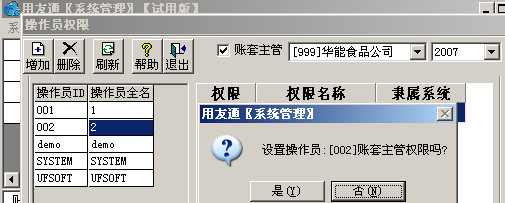 用友通〖系统管理〗【试用版】
操作员权限
增加 删除 刷新 帮助 退出 账套主管 [999]华能食品公司 2007
操作员ID 操作员全名 权限 权限名称 隶属系统
001 1
002 2
demo demo
SYSTEM SYSTEM
UFSOFT UFSOFT
用友通〖系统管理〗
设置操作员:[002]账套主管权限吗?
是(Y) 否(N)